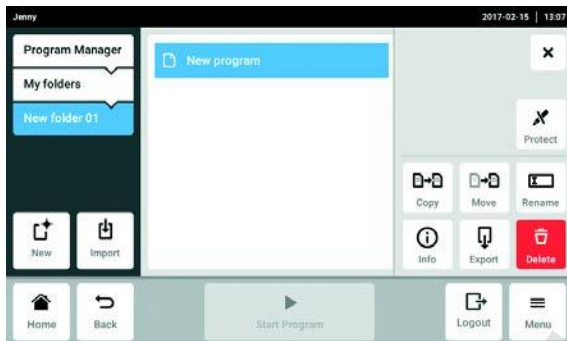 Jenny
2017-02-15 | 13:07
Program Manager
My folders
New folder 01
New program
Protect
Copy
Move
Rename
New
Import
Info
Export
Delete
Home
Back
Start Program
Logout
Menu